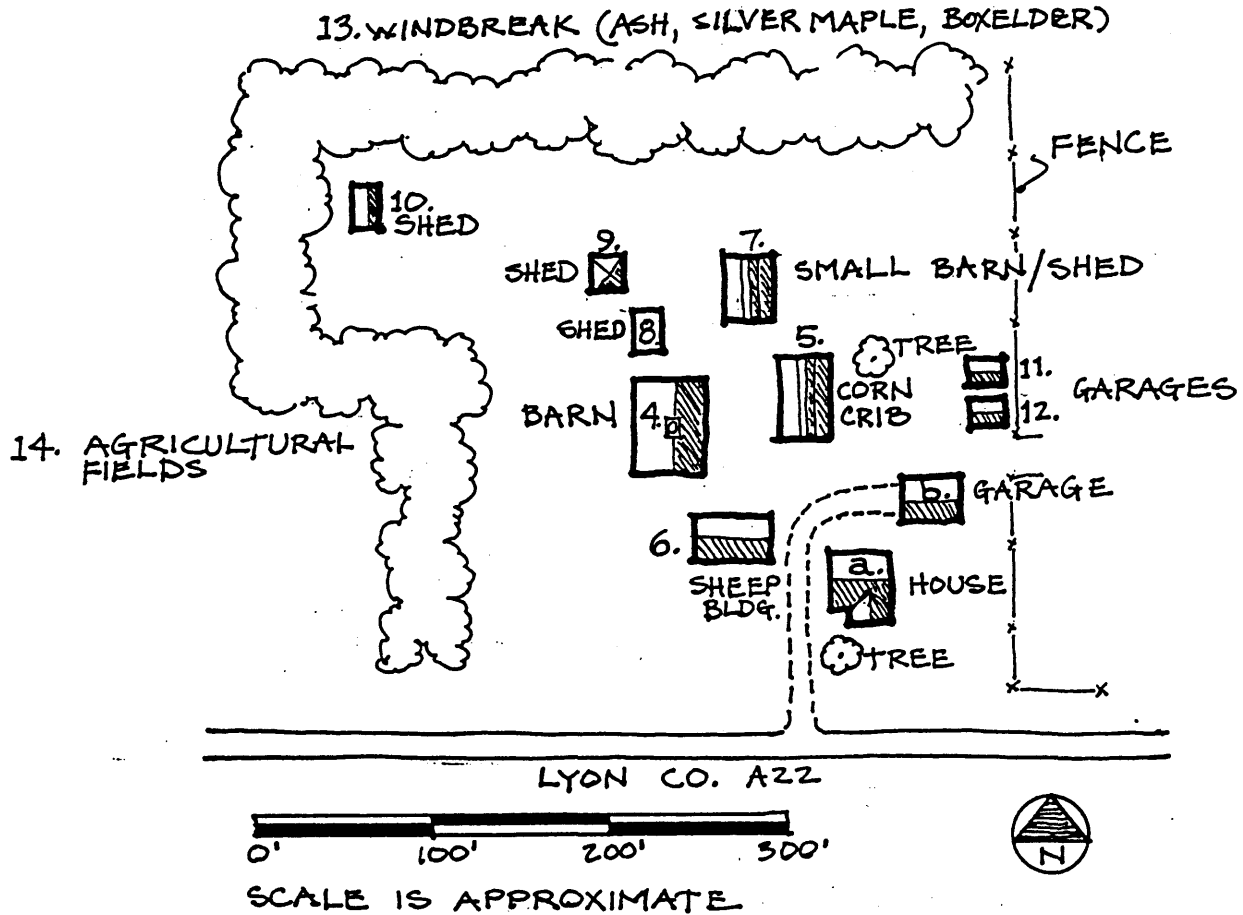 13. WINDBREAK (ASH, SILVER MAPLE, BOXELDER)
FENCE
10.
SHED
9.
SHED
7.
SMALL BARN/SHED
SHED
8.
5.
TREE
CORN
CRIB
11.
12.
GARAGES
BARN
4.
14. AGRICULTURAL
FIELDS
b.
GARAGE
6.
SHEEP
BLDG.
a.
HOUSE
TREE
LYON CO. A22
0' 100' 200' 300'
N
SCALE IS APPROXIMATE